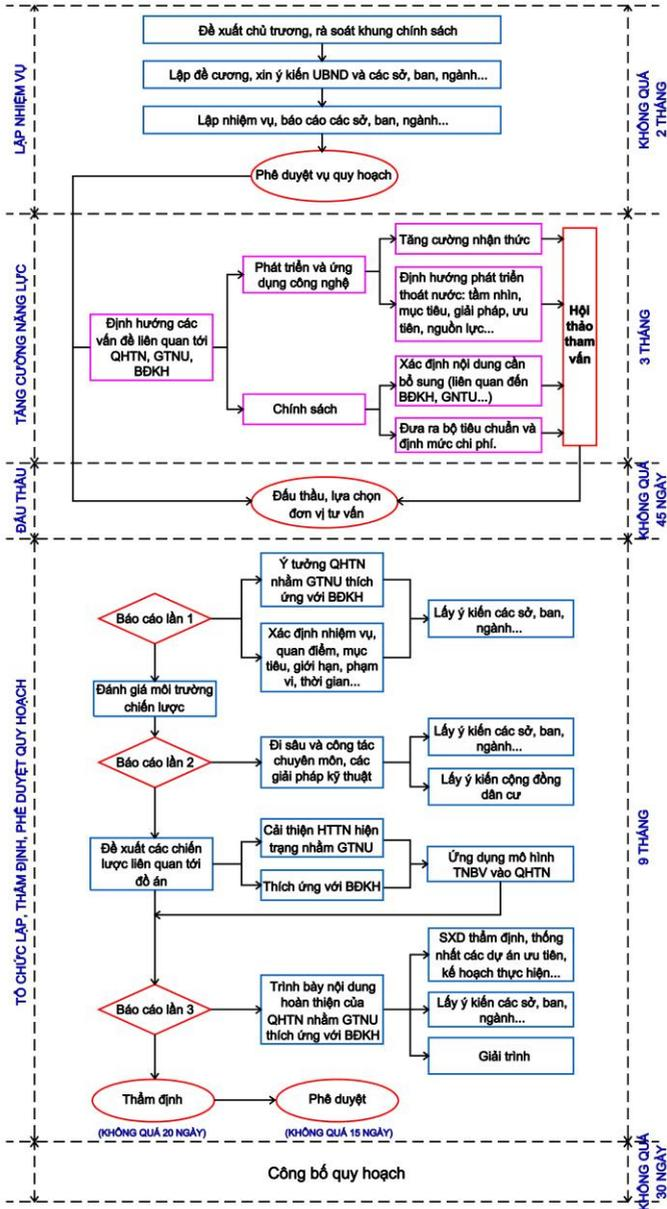 LẬP NHIỆM VỤ
Đề xuất chủ trương, rà soát khung chính sách
Lập đề cương, xin ý kiến UBND và các sở, ban, ngành...
Lập nhiệm vụ, báo cáo các sở, ban, ngành...
Phê duyệt vụ quy hoạch
KHÔNG QUÁ
2 THÁNG
TĂNG CƯỜNG NĂNG LỰC
Định hướng các
vấn đề liên quan tới
QHTN, GTNU,
BĐKH
Phát triển và ứng
dụng công nghệ
Chính sách
Tăng cường nhận thức
Định hướng phát triển
thoát nước: tầm nhìn,
mục tiêu, giải pháp, ưu
tiên, nguồn lực...
Xác định nội dung cần
bổ sung (liên quan đến
BĐKH, GNTU...)
Đưa ra bộ tiêu chuẩn và
định mức chi phí.
Hội
thảo
tham
vấn
3 THÁNG
ĐẤU THẦU
Đấu thầu, lựa chọn
đơn vị tư vấn
KHÔNG QUÁ
45 NGÀY
TỔ CHỨC LẬP, THẨM ĐỊNH, PHÊ DUYỆT QUY HOẠCH
Báo cáo lần 1
Ý tưởng QHTN
nhằm GTNU thích
ứng với BĐKH
Xác định nhiệm vụ,
quan điểm, mục
tiêu, giới hạn, phạm
vi, thời gian...
Lấy ý kiến các sở, ban,
ngành...
Đánh giá môi trường
chiến lược
Báo cáo lần 2
Đi sâu và công tác
chuyên môn, các
giải pháp kỹ thuật
Lấy ý kiến các sở, ban,
ngành...
Lấy ý kiến cộng đồng
dân cư
Đề xuất các chiến
lược liên quan tới
đồ án
Cải thiện HTTN hiện
trạng nhằm GTNU
Thích ứng với BĐKH
Ứng dụng mô hình
TNBV vào QHTN
Báo cáo lần 3
Trình bày nội dung
hoàn thiện của
QHTN nhằm GTNU
thích ứng với BĐKH
SXD thẩm định, thống
nhất các dự án ưu tiên,
kế hoạch thực hiện...
Lấy ý kiến các sở, ban,
ngành...
Giải trình
Thẩm định
(KHÔNG QUÁ 20 NGÀY)
Phê duyệt
(KHÔNG QUÁ 15 NGÀY)
9 THÁNG
Công bố quy hoạch
KHÔNG QUÁ
30 NGÀY